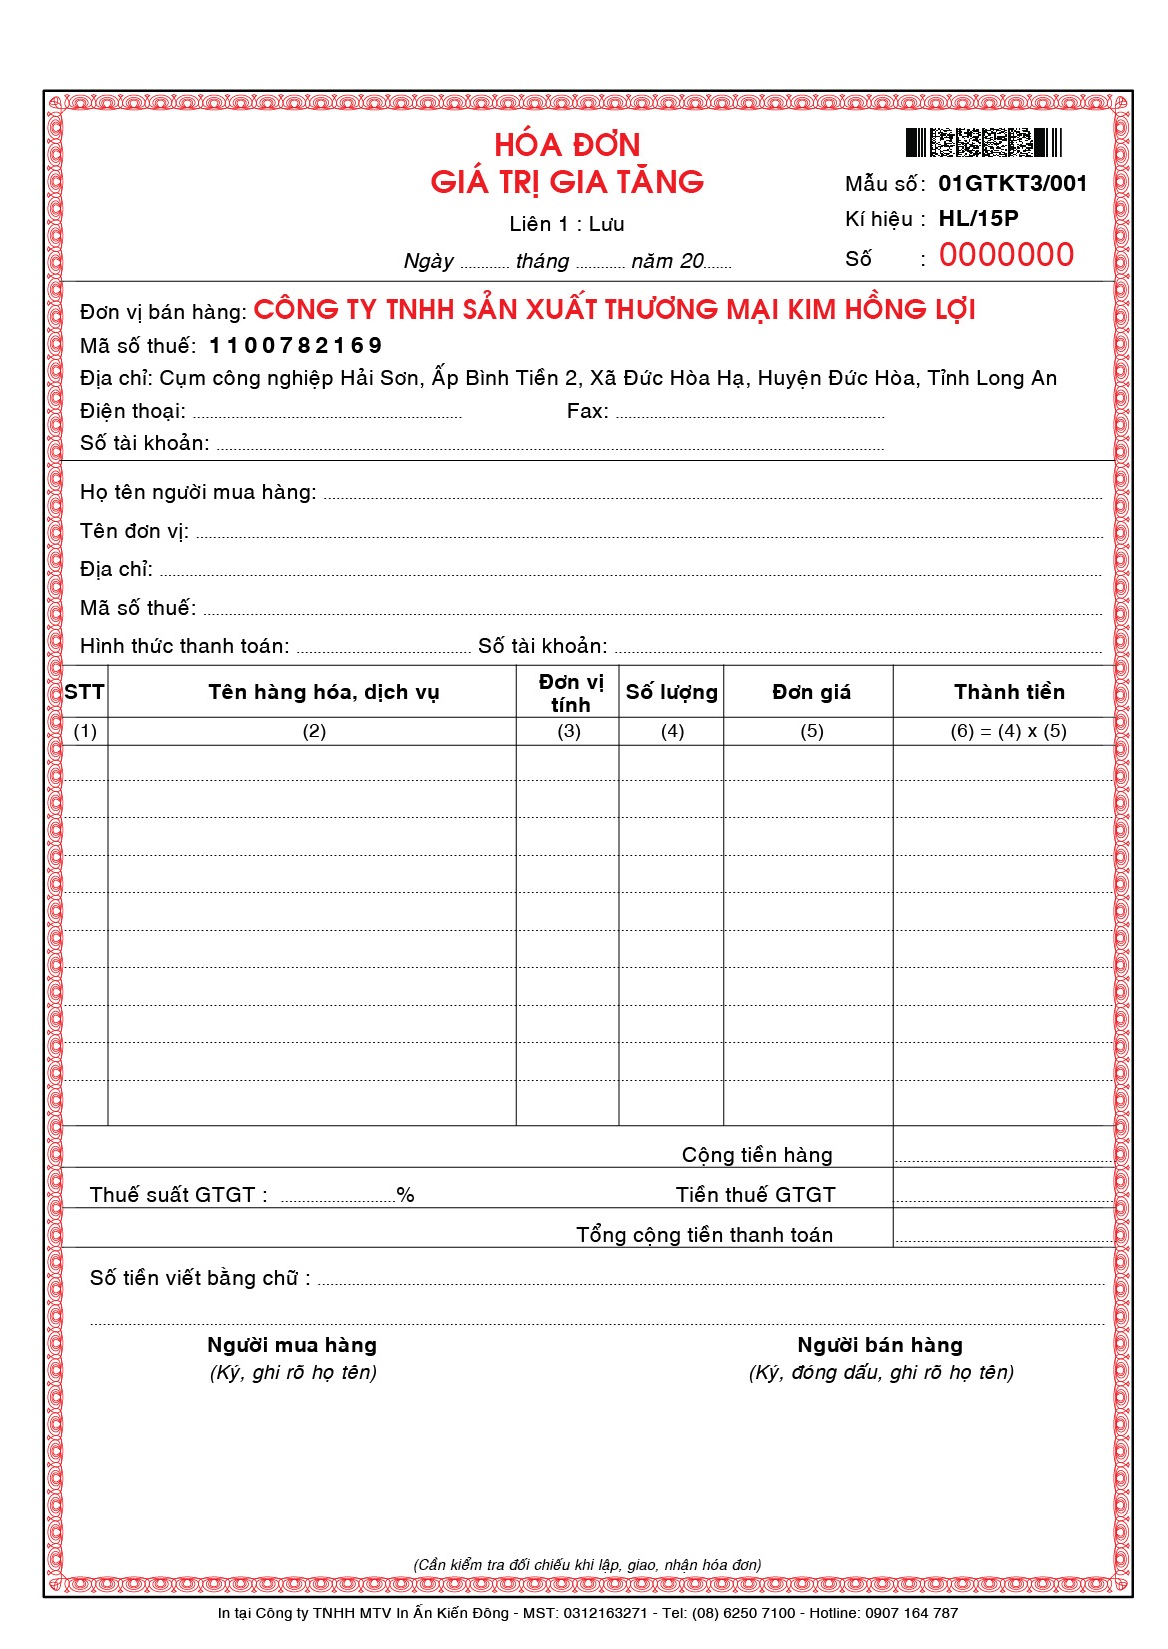 HÓA ĐƠN
GIÁ TRỊ GIA TĂNG
Liên 1 : Lưu
Ngày ............ tháng ............ năm 20.......
Mẫu số : 01GTKT3/001
Kí hiệu : HL/15P
Số : 0000000
Đơn vị bán hàng: CÔNG TY TNHH SẢN XUẤT THƯƠNG MẠI KIM HỒNG LỢI
Mã số thuế: 1100782169
Địa chỉ: Cụm công nghiệp Hải Sơn, Ấp Bình Tiền 2, Xã Đức Hòa Hạ, Huyện Đức Hòa, Tỉnh Long An
Điện thoại: ............ Fax: ............
Số tài khoản: ............
Họ tên người mua hàng: ............
Tên đơn vị: ............
Địa chỉ: ............
Mã số thuế: ............
Hình thức thanh toán: ............ Số tài khoản: ............
STT Tên hàng hóa, dịch vụ Đơn vị tính Số lượng Đơn giá Thành tiền
(1) (2) (3) (4) (5) (6) = (4) x (5)
Cộng tiền hàng ............
Thuế suất GTGT : ............% Tiền thuế GTGT ............
Tổng cộng tiền thanh toán ............
Số tiền viết bằng chữ : ............
Người mua hàng Người bán hàng
(Ký, ghi rõ họ tên) (Ký, đóng dấu, ghi rõ họ tên)
(Cần kiểm tra đối chiếu khi lập, giao, nhận hóa đơn)
In tại Công ty TNHH MTV In Ấn Kiến Đông - MST: 0312163271 - Tel: (08) 6250 7100 - Hotline: 0907 164 787